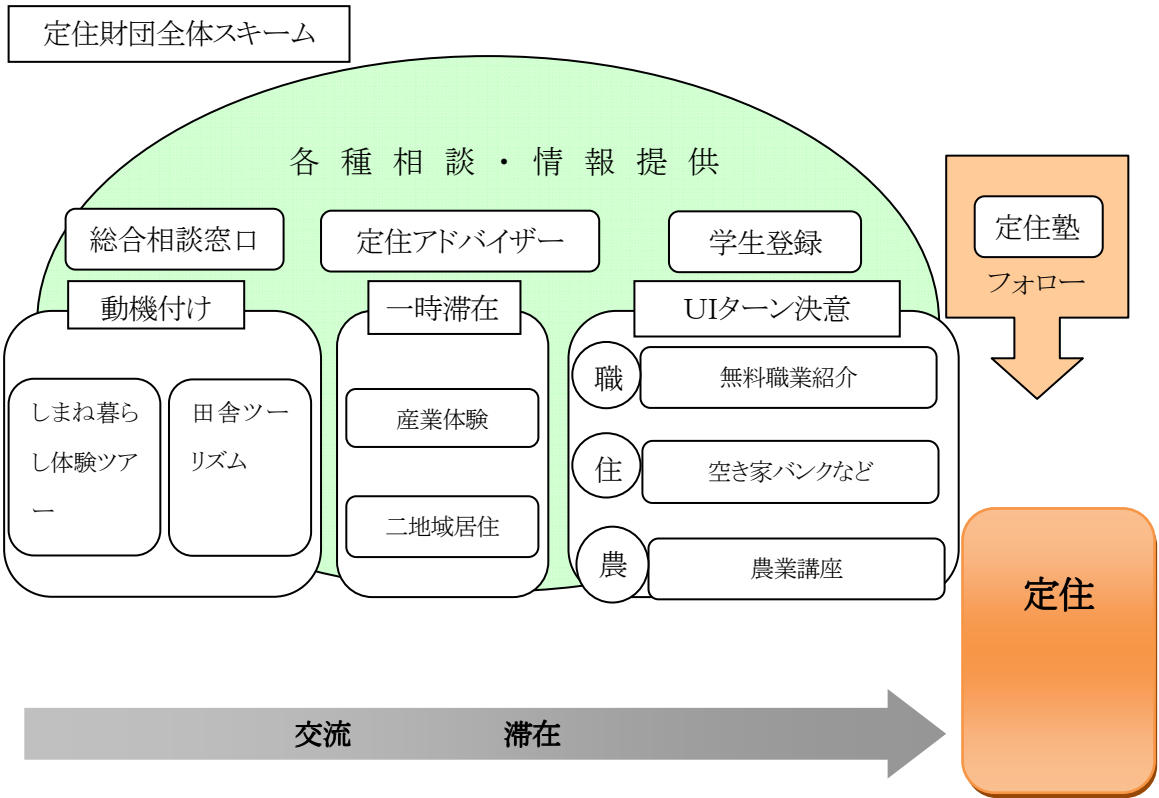 定住財団全体スキーム
各種相談・情報提供
総合相談窓口
定住アドバイザー
学生登録
定住塾
フォロー
動機付け
一時滞在
UIターン決意
しまね暮ら
し体験ツア
ー
田舎ツー
リズム
産業体験
二地域居住
職
無料職業紹介
住
空き家バンクなど
農
農業講座
定住
交流
滞在